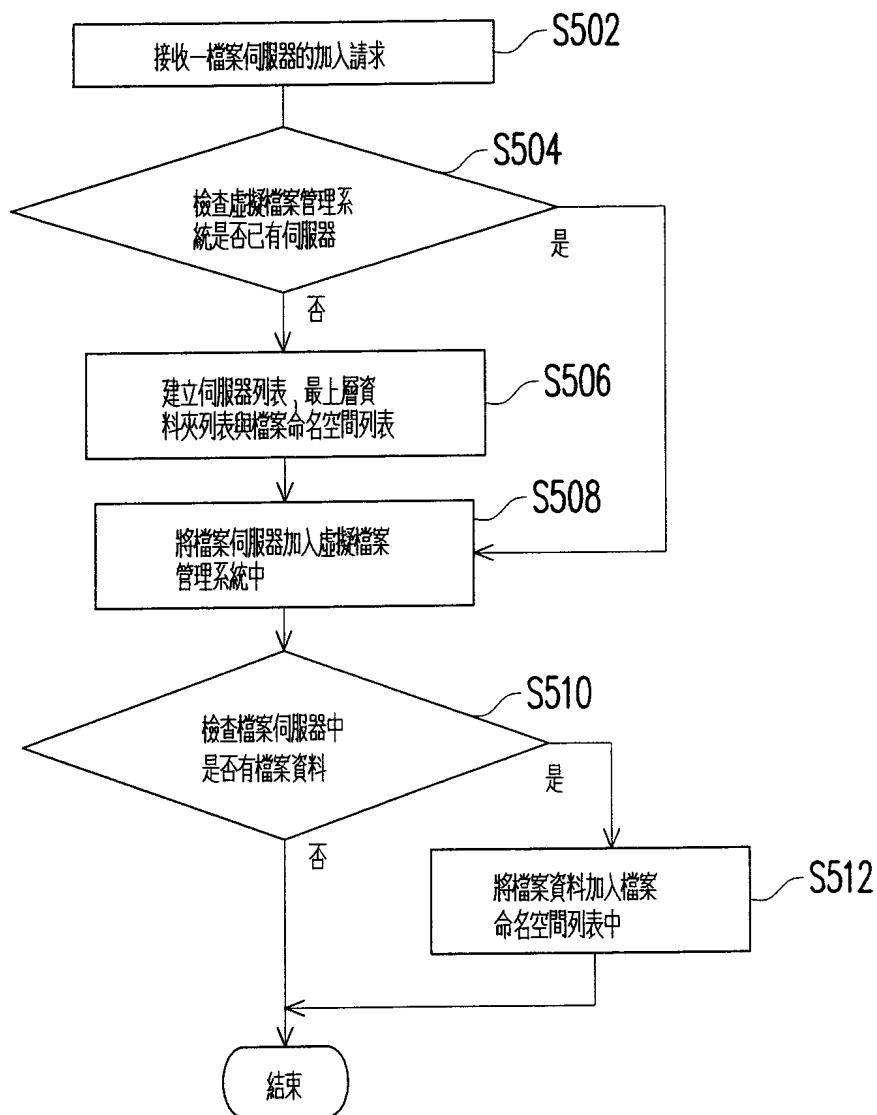 S502
接收一檔案伺服器的加入請求
S504
檢查虛擬檔案管理系
統是否已有伺服器
是
否
S506
建立伺服器列表,最上層資
料夾列表與檔案命名空間列表
S508
將檔案伺服器加入虛擬檔案
管理系統中
S510
檢查檔案伺服器中
是否有檔案資料
是
否
S512
將檔案資料加入檔案
命名空間列表中
結束